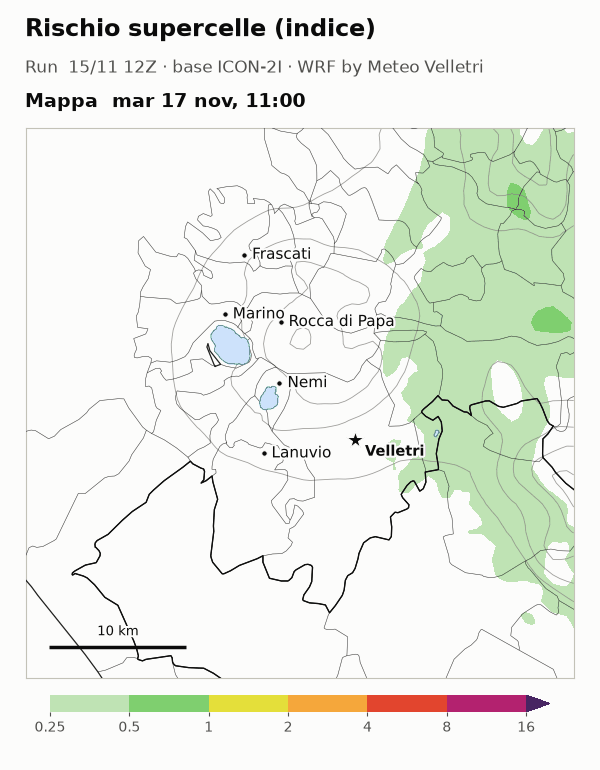 Rischio supercelle (indice)
Run  15/11 12Z · base ICON-2I · WRF by Meteo Velletri
Mappa  mar 17 nov, 11:00
Frascati
Marino
Rocca di Papa
Nemi
Velletri
Lanuvio
10 km
0.25 0.5 1 2 4 8 16